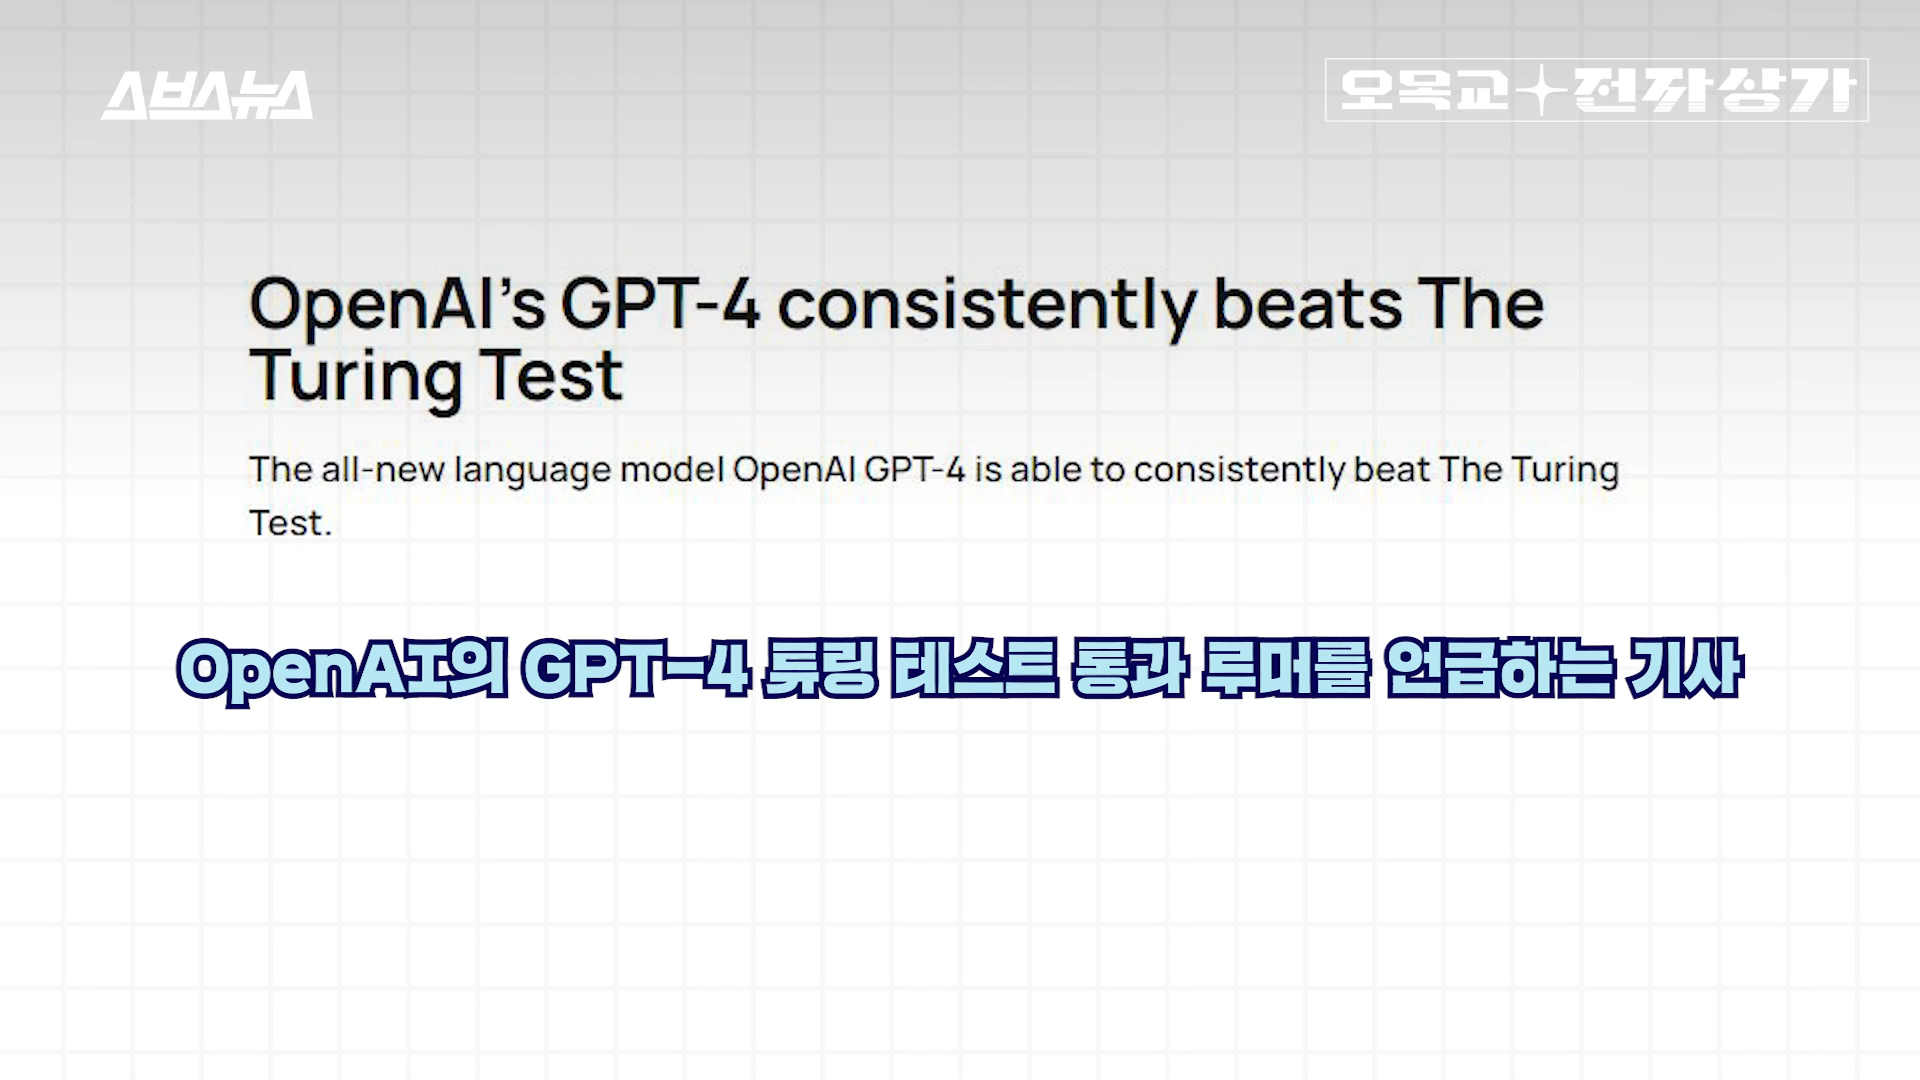 스브스뉴스
오목교 전자상가
OpenAI's GPT-4 consistently beats The
Turing Test
The all-new language model OpenAI GPT-4 is able to consistently beat The Turing
Test.
OpenAI의 GPT-4 튜링 테스트 통과 루머를 언급하는 기사